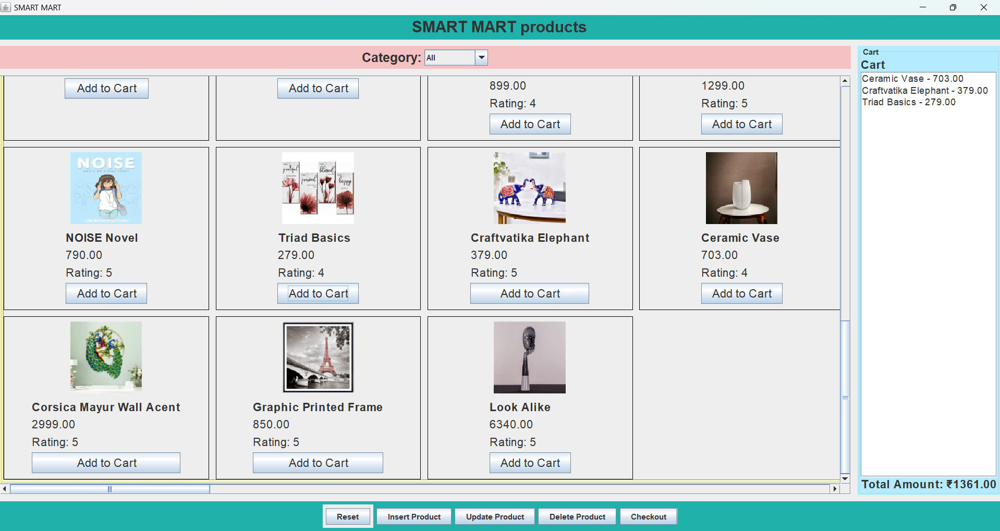 SMART MART
SMART MART products
Category: All
Cart
Cart
Ceramic Vase - 703.00
Craftvatika Elephant - 379.00
Triad Basics - 279.00
Add to Cart
Add to Cart
899.00
Rating: 4
Add to Cart
1299.00
Rating: 5
Add to Cart
NOISE
NOISE Novel
790.00
Rating: 5
Add to Cart
grateful
focused
blessed
happy
Triad Basics
279.00
Rating: 4
Add to Cart
Craftvatika Elephant
379.00
Rating: 5
Add to Cart
Ceramic Vase
703.00
Rating: 4
Add to Cart
Corsica Mayur Wall Acent
2999.00
Rating: 5
Add to Cart
Graphic Printed Frame
850.00
Rating: 5
Add to Cart
Look Alike
6340.00
Rating: 5
Add to Cart
Total Amount: ₹1361.00
Reset
Insert Product
Update Product
Delete Product
Checkout